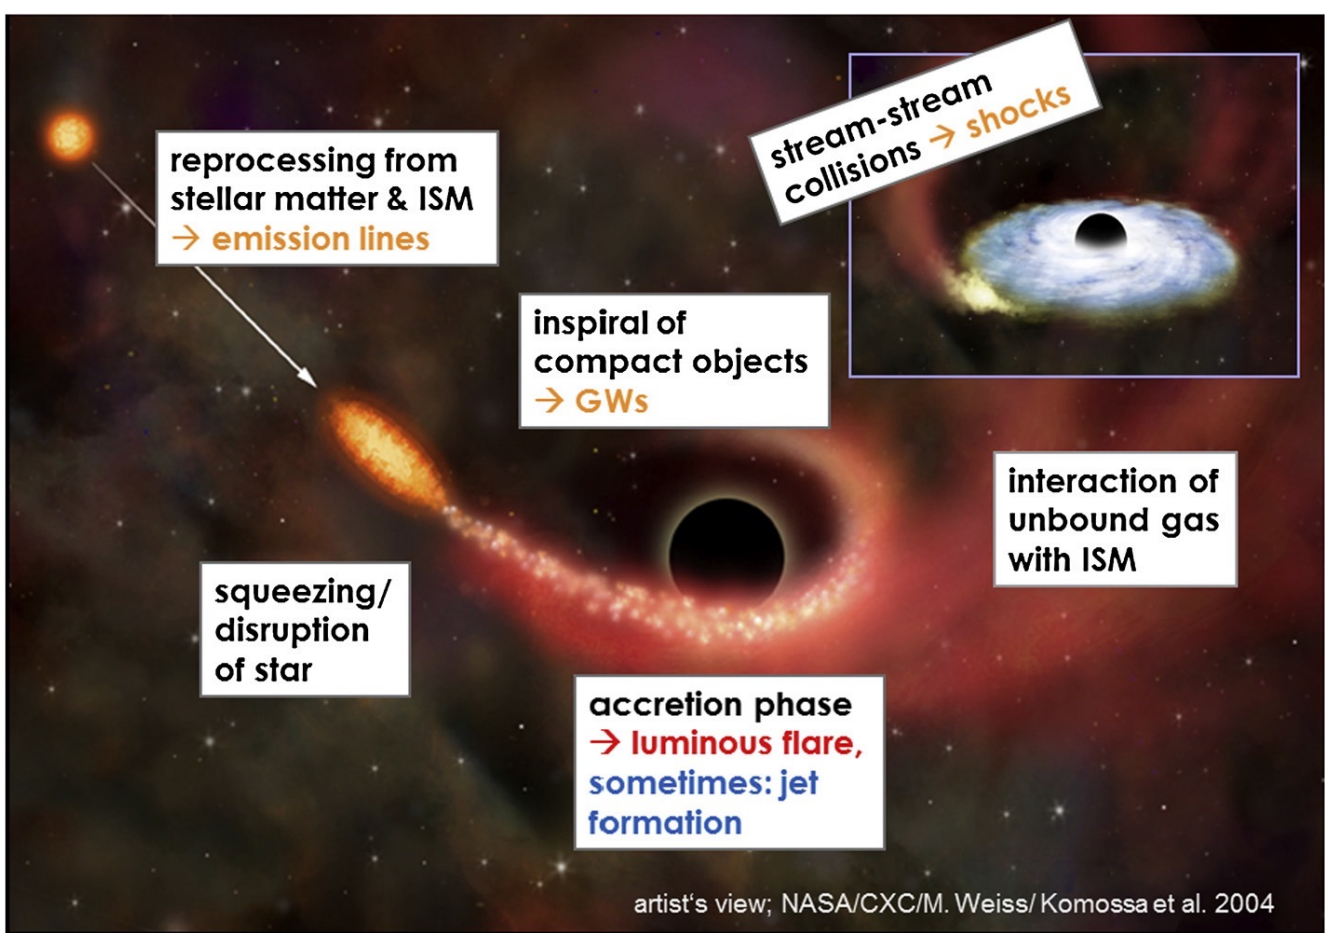 reprocessing from
stellar matter & ISM
→ emission lines
stream-stream
collisions → shocks
inspiral of
compact objects
→ GWs
interaction of
unbound gas
with ISM
squeezing/
disruption
of star
accretion phase
→ luminous flare,
sometimes: jet
formation
artist‘s view; NASA/CXC/M. Weiss/ Komossa et al. 2004